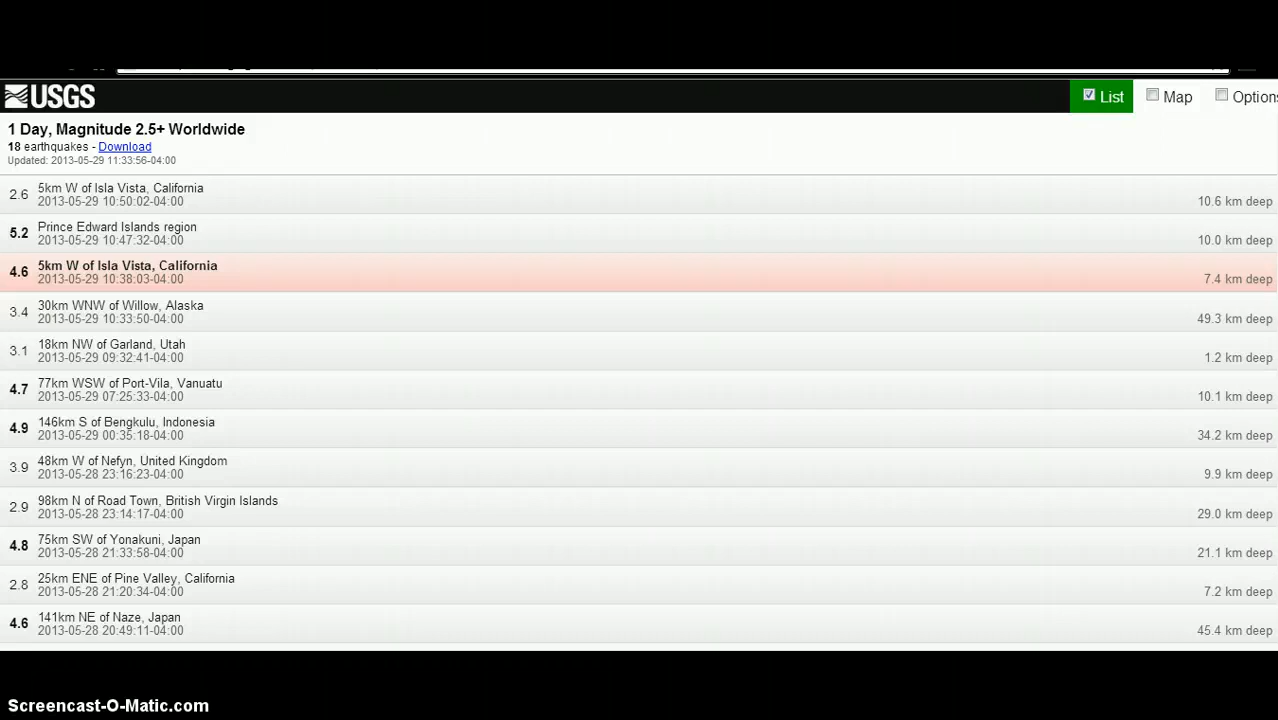 USGS
List
Map
Option
1 Day, Magnitude 2.5+ Worldwide
18 earthquakes - Download
Updated: 2013-05-29 11:33:56-04:00
2.6
5km W of Isla Vista, California
2013-05-29 10:50:02-04:00
10.6 km deep
5.2
Prince Edward Islands region
2013-05-29 10:47:32-04:00
10.0 km deep
4.6
5km W of Isla Vista, California
2013-05-29 10:38:03-04:00
7.4 km deep
3.4
30km WNW of Willow, Alaska
2013-05-29 10:33:50-04:00
49.3 km deep
3.1
18km NW of Garland, Utah
2013-05-29 09:32:41-04:00
1.2 km deep
4.7
77km WSW of Port-Vila, Vanuatu
2013-05-29 07:25:33-04:00
10.1 km deep
4.9
146km S of Bengkulu, Indonesia
2013-05-29 00:35:18-04:00
34.2 km deep
3.9
48km W of Nefyn, United Kingdom
2013-05-28 23:16:23-04:00
9.9 km deep
2.9
98km N of Road Town, British Virgin Islands
2013-05-28 23:14:17-04:00
29.0 km deep
4.8
75km SW of Yonakuni, Japan
2013-05-28 21:33:58-04:00
21.1 km deep
2.8
25km ENE of Pine Valley, California
2013-05-28 21:20:34-04:00
7.2 km deep
4.6
141km NE of Naze, Japan
2013-05-28 20:49:11-04:00
45.4 km deep
Screencast-O-Matic.com